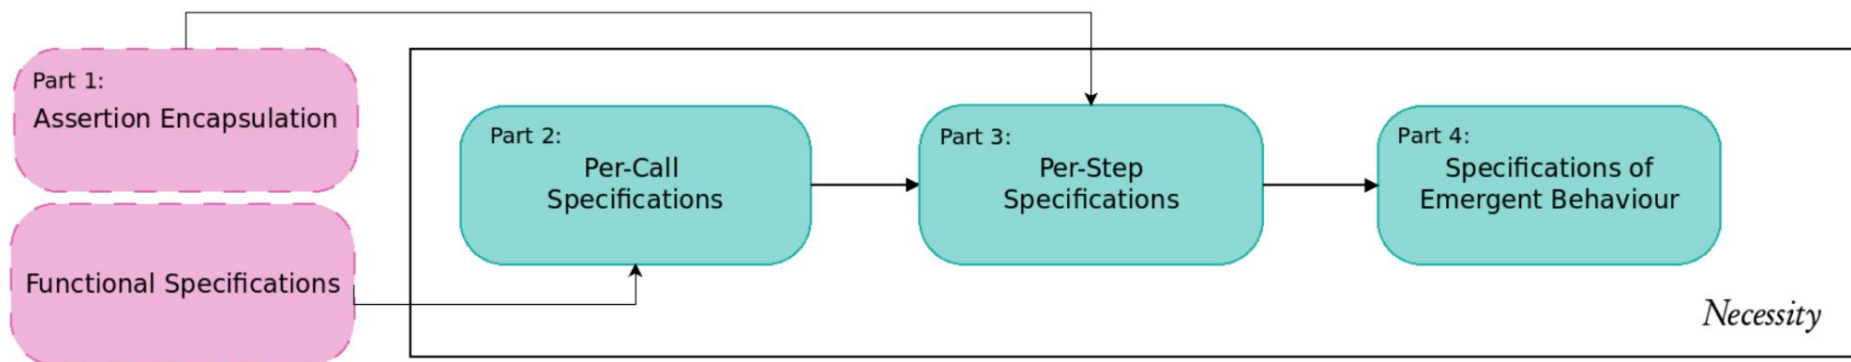 Part 1:
Assertion Encapsulation
Functional Specifications
Part 2:
Per-Call
Specifications
Part 3:
Per-Step
Specifications
Part 4:
Specifications of
Emergent Behaviour
Necessity